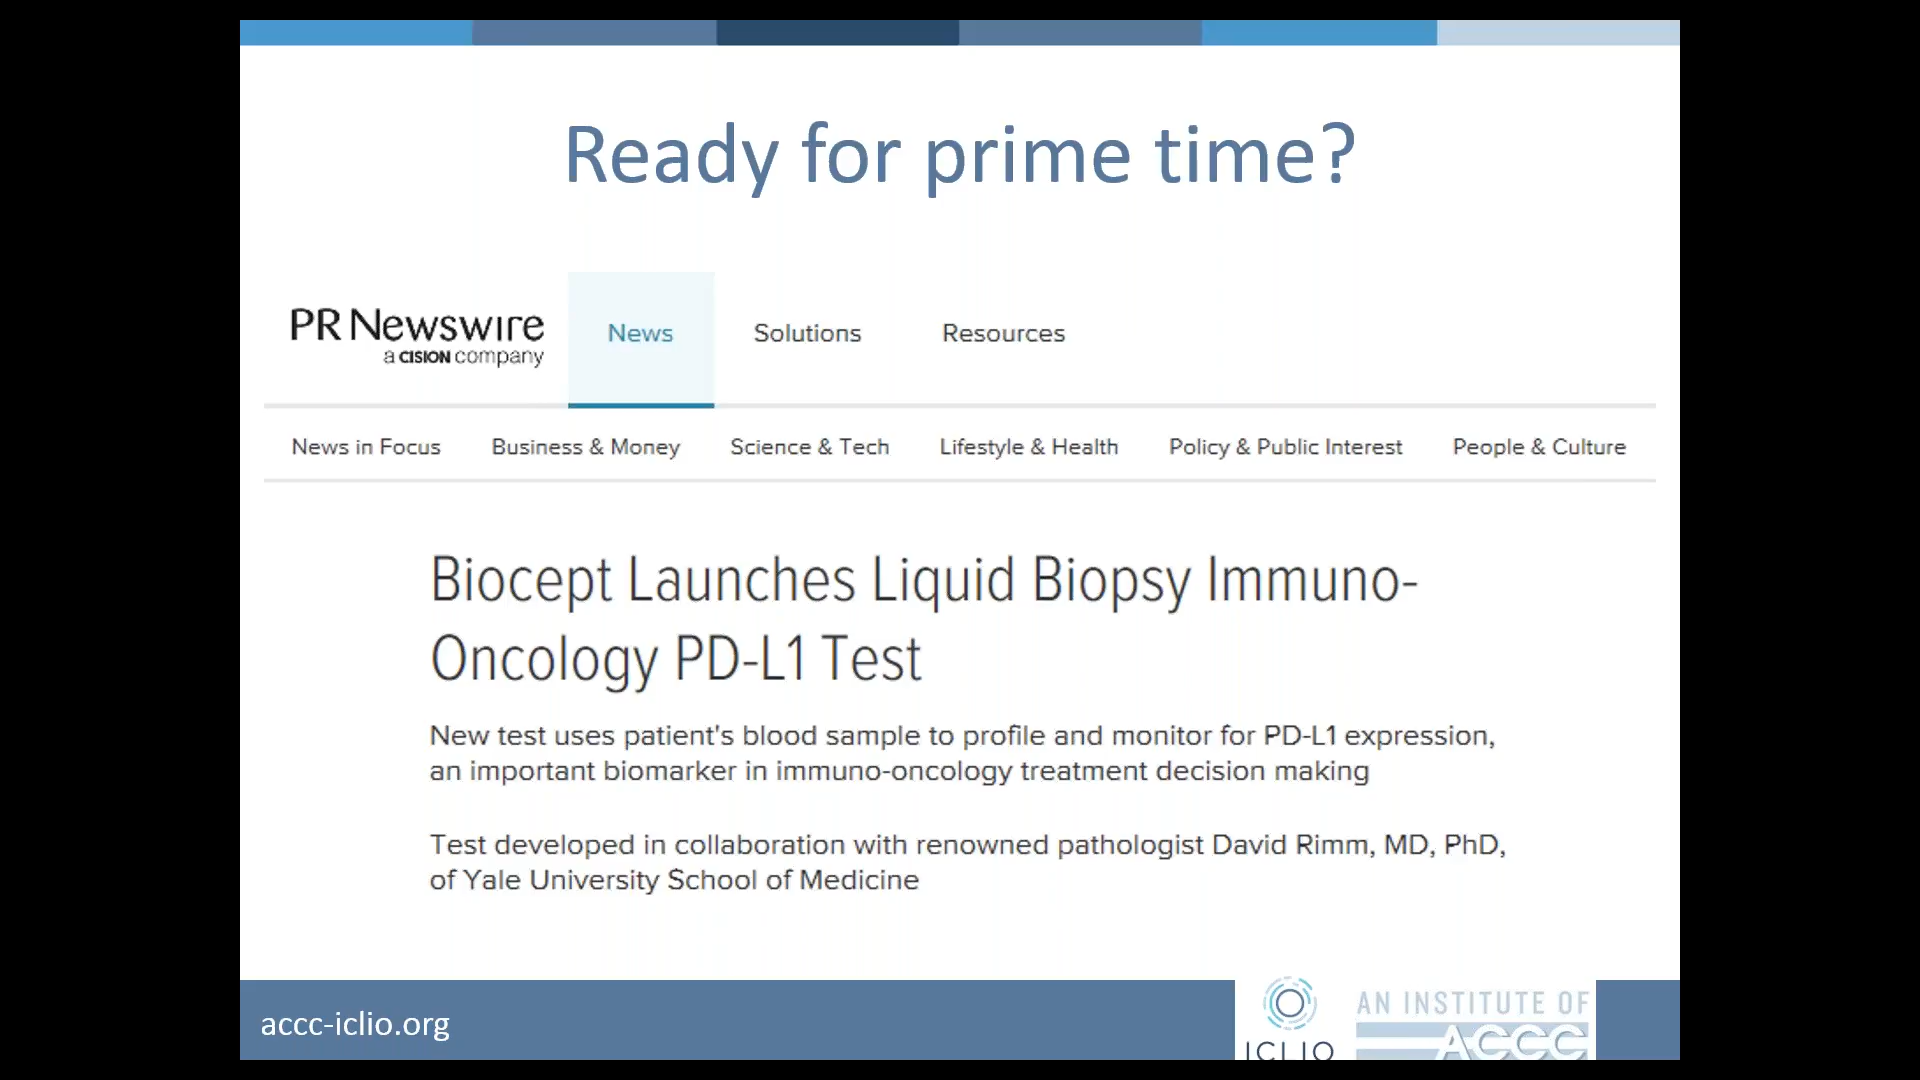 Ready for prime time?
PR Newswire
a CISION company
News Solutions Resources
News in Focus Business & Money Science & Tech Lifestyle & Health Policy & Public Interest People & Culture
Biocept Launches Liquid Biopsy Immuno-
Oncology PD-L1 Test
New test uses patient's blood sample to profile and monitor for PD-L1 expression,
an important biomarker in immuno-oncology treatment decision making
Test developed in collaboration with renowned pathologist David Rimm, MD, PhD,
of Yale University School of Medicine
accc-iclio.org
ICLIO
AN INSTITUTE OF
ACCC